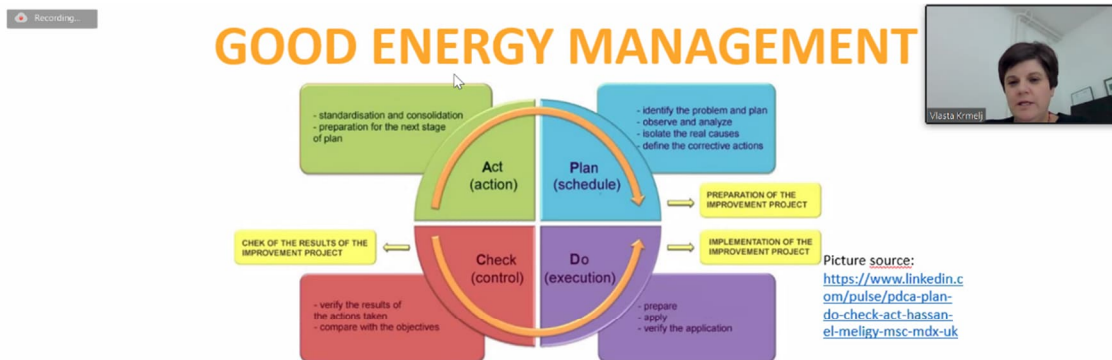 Recording...
GOOD ENERGY MANAGEMENT
Vlasta Krmelj
- standardisation and consolidation
- preparation for the next stage
of plan
- identify the problem and plan
- observe and analyze
- isolate the real causes
- define the corrective actions
Act
(action)
Plan
(schedule)
PREPARATION OF THE
IMPROVEMENT PROJECT
CHEK OF THE RESULTS OF THE
IMPROVEMENT PROJECT
Check
(control)
Do
(execution)
IMPLEMENTATION OF THE
IMPROVEMENT PROJECT
- verify the results of
the actions taken
- compare with the objectives
- prepare
- apply
- verify the application
Picture source:
https://www.linkedin.c
om/pulse/pdca-plan-
do-check-act-hassan-
el-meligy-msc-mdx-uk